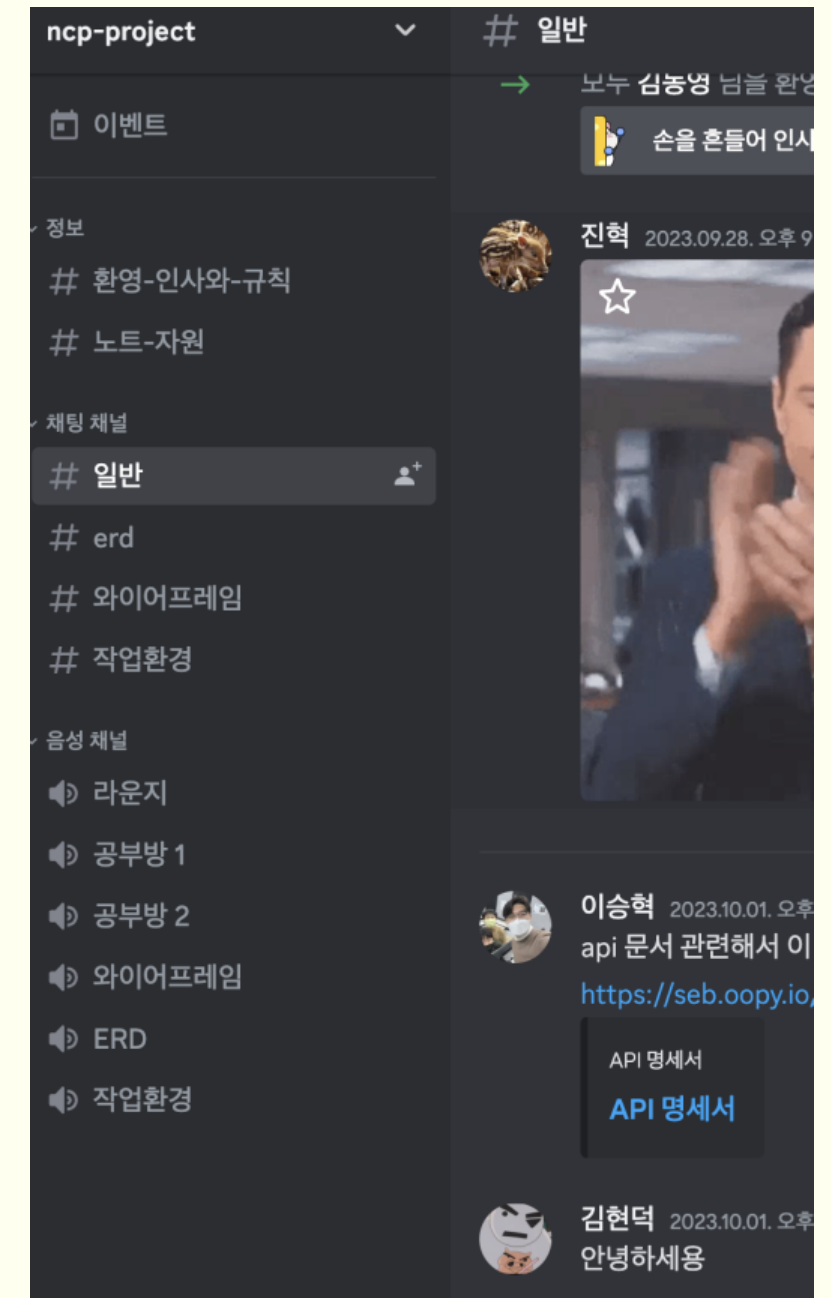 ncp-project
이벤트
정보
# 환영-인사와-규칙
# 노트-자원
채팅 채널
# 일반
# erd
# 와이어프레임
# 작업환경
음성 채널
라운지
공부방 1
공부방 2
와이어프레임
ERD
작업환경
# 일반
모두 김동영 님을 환영
손을 흔들어 인사
진혁 2023.09.28. 오후 9
이승혁 2023.10.01. 오후
api 문서 관련해서 이
https://seb.oopy.io/
API 명세서
API 명세서
김현덕 2023.10.01. 오후
안녕하세용